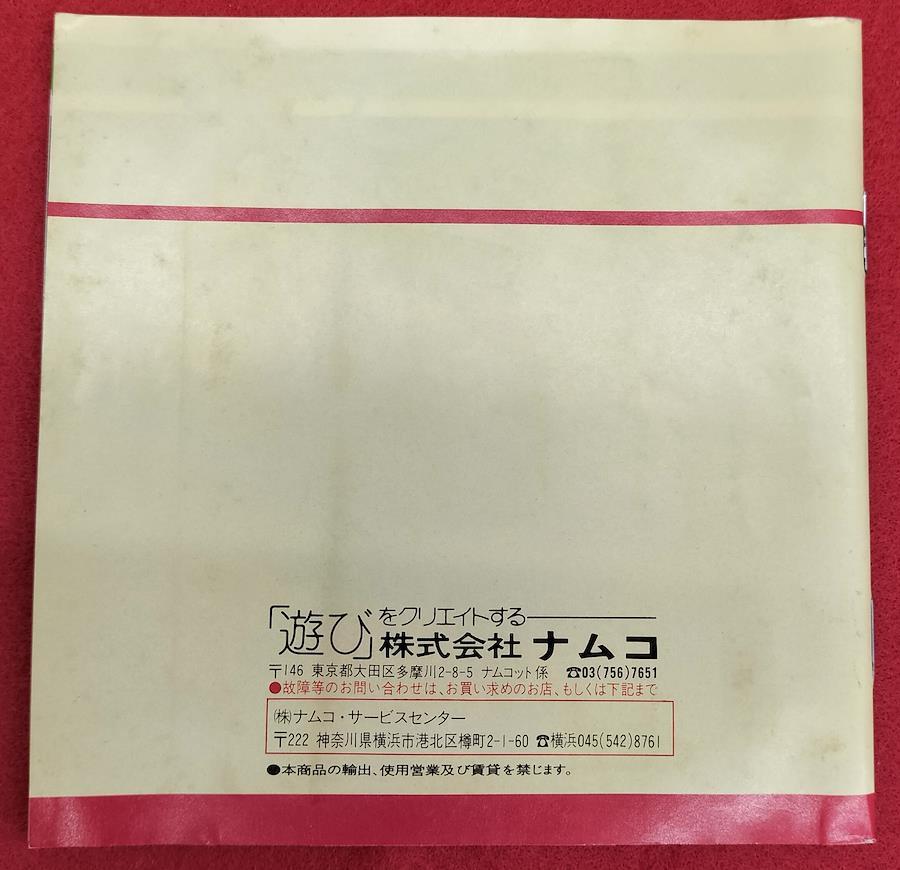 「遊び」をクリエイトする
株式会社 ナムコ
〒146 東京都大田区多摩川2-8-5 ナムコット係 ☎03(756)7651
●故障等のお問い合わせは、お買い求めのお店、もしくは下記まで
㈱ナムコ・サービスセンター
〒222 神奈川県横浜市港北区樽町2-1-60 ☎横浜045(542)8761
●本商品の輸出、使用営業及び賃貸を禁じます。